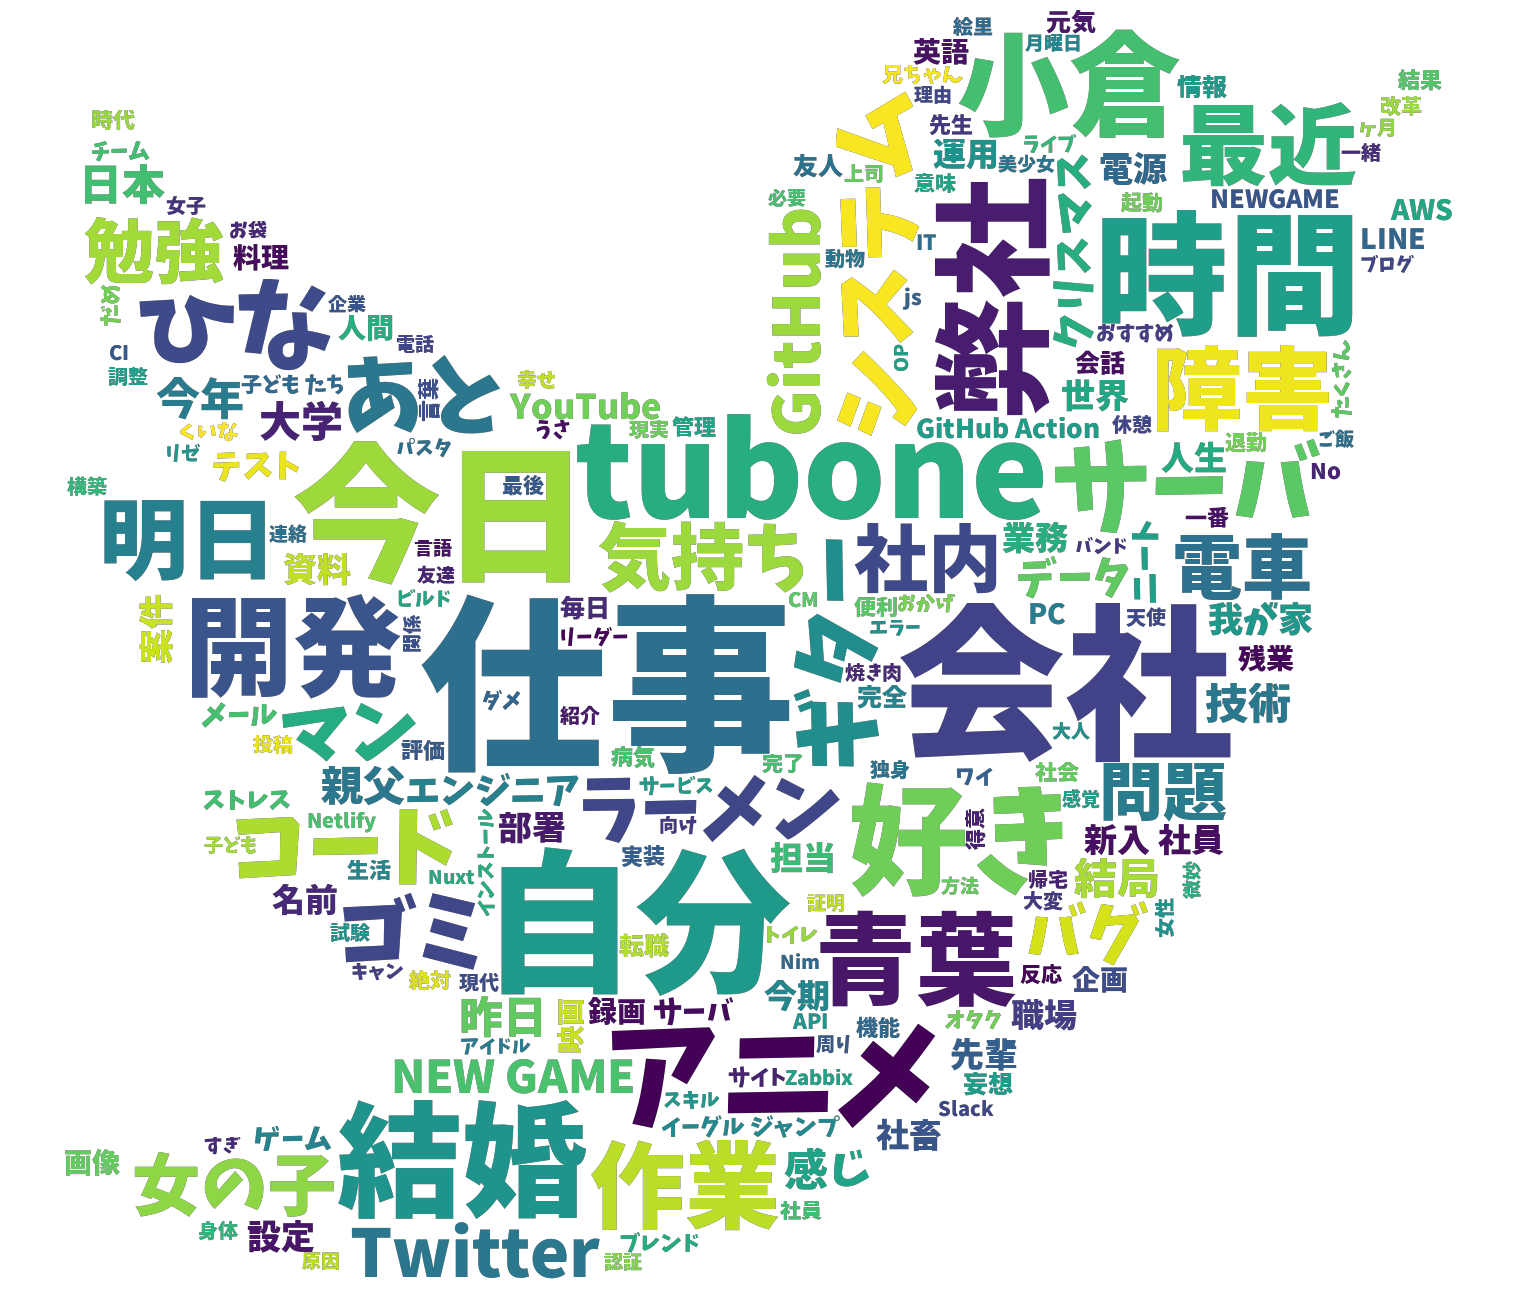 絵里
元気
英語
月曜日
小倉
兄ちゃん
理由
情報
結果
改革
時代
ケ月
先生
システム
最近
チーム
運用
ライブ
一緒
日本
友人
上司
美少女
電源
意味
クリスマス
女子
必要
弊社
起動
NEWGAME
AWS
勉強
お袋
GitHub
時間
LINE
料理
動物
IT
ブログ
だめ
ひな
企業
js
人間
おすすめ
CI
電話
OP
会話
障害
たくさん
調整
今年
子ども たち
あと
言葉
幸せ
世界
大学
YouTube
GitHub Action
休憩
くいな
うさ
現実
管理
tubone
サーバ
退勤
ご飯
リゼ
テスト
パスタ
今日
人生
No
構築
最後
明日
連絡
気持ち
社内
業務
バンド
一番
ツール
電車
資料
言語
友達
データ
案件
開発
ビルド
毎日
CM
ギター
便利
おかげ
PC
天使
我が家
関係
仕事
リーダー
エラー
会社
残業
焼き肉
メール
マン
ダメ
紹介
完全
技術
投稿
評価
病気
完了
大人
親父
エンジニア
サービス
独身
ワイ
社会
問題
ストレス
ラーメン
好き
感覚
コード
Netlify
インストール
部署
向け
得意
新入 社員
子ども
生活
Nuxt
実装
担当
結局
微妙
名前
自分
方法
帰宅
大変
ゴミ
証明
青葉
バグ
女性
試験
転職
トイレ
キャン
絶対
現代
Nim
反応
企画
昨日
映画
録画 サーバ
今期
API
機能
オタク
職場
アイドル
アニメ
周り
先輩
NEW GAME
サイト
Zabbix
妄想
スキル
Slack
結婚
イーグル ジャンプ
社畜
すぎ
ゲーム
画像
女の子
作業
感じ
社員
身体
設定
Twitter
ブレンド
原因
認証